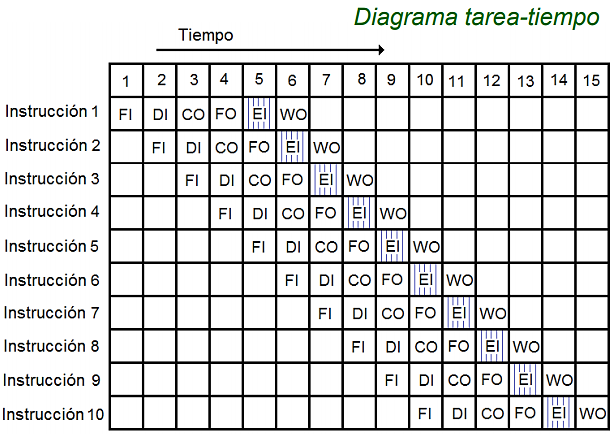 Diagrama tarea-tiempo
Tiempo
1 2 3 4 5 6 7 8 9 10 11 12 13 14 15
Instrucción 1 FI DI CO FO EI WO
Instrucción 2 FI DI CO FO EI WO
Instrucción 3 FI DI CO FO EI WO
Instrucción 4 FI DI CO FO EI WO
Instrucción 5 FI DI CO FO EI WO
Instrucción 6 FI DI CO FO EI WO
Instrucción 7 FI DI CO FO EI WO
Instrucción 8 FI DI CO FO EI WO
Instrucción 9 FI DI CO FO EI WO
Instrucción 10 FI DI CO FO EI WO